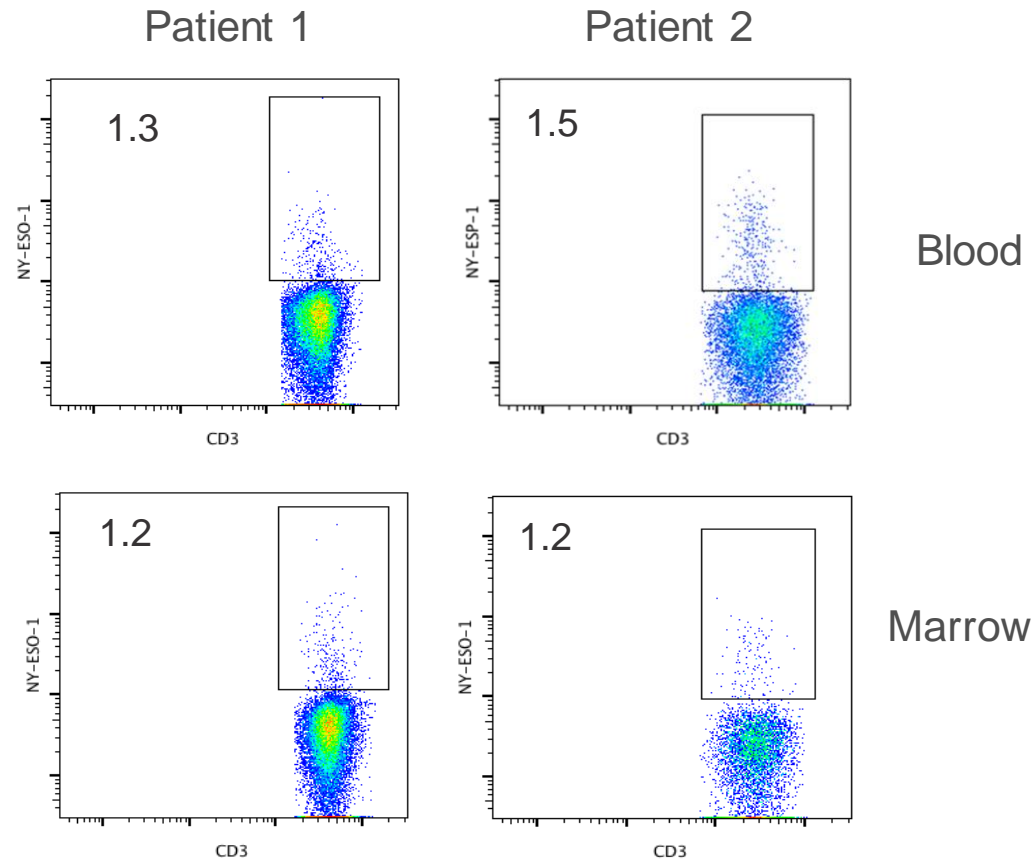 Patient 1
Patient 2
1.3
NY-ESO-1
CD3
1.5
NY-ESP-1
CD3
Blood
1.2
NY-ESO-1
CD3
1.2
NY-ESO-1
CD3
Marrow